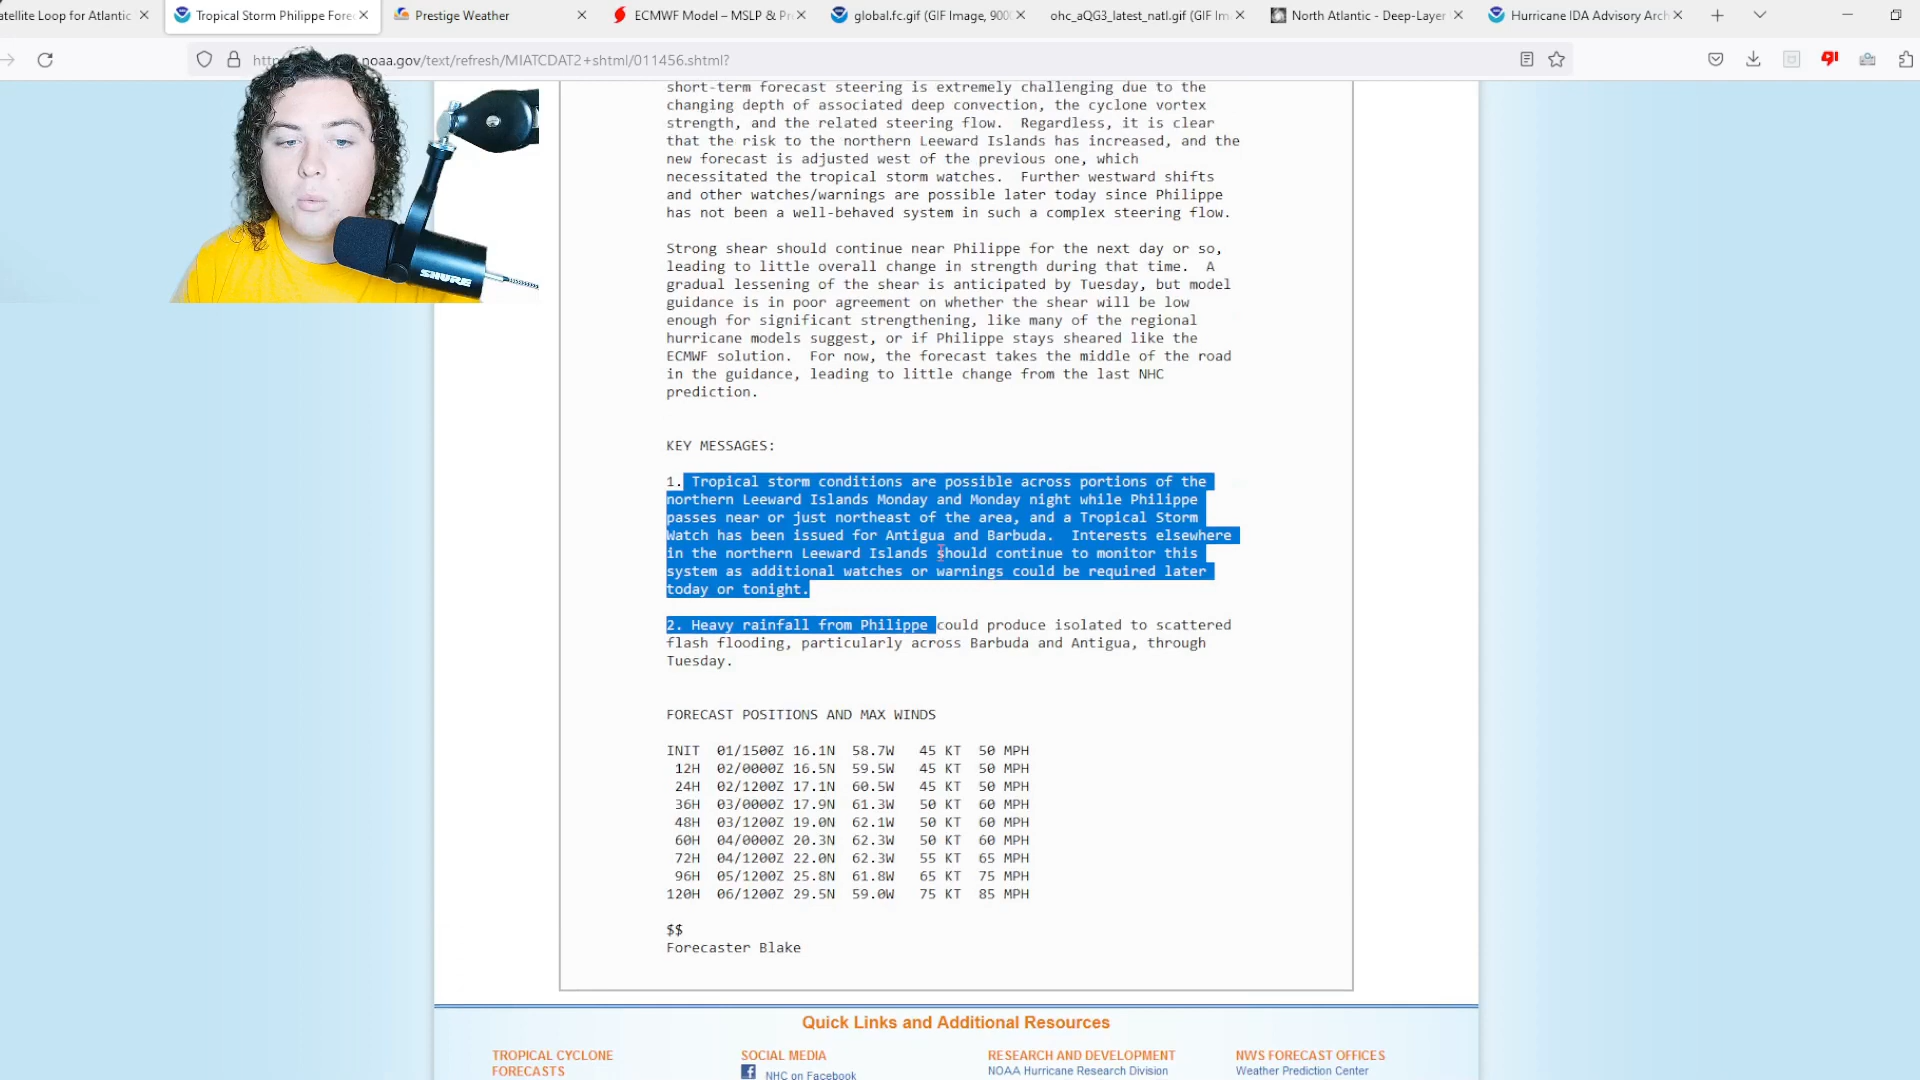 atellite Loop for Atlantic
Tropical Storm Philippe Fore
Prestige Weather
ECMWF Model – MSLP & Pr
global.fc.gif (GIF Image, 900
ohc_aQG3_latest_natl.gif (GIF Im
North Atlantic - Deep-Layer
Hurricane IDA Advisory Arch
noaa.gov/text/refresh/MIATCDAT2+shtml/011456.shtml?
short-term forecast steering is extremely challenging due to the
changing depth of associated deep convection, the cyclone vortex
strength, and the related steering flow.  Regardless, it is clear
that the risk to the northern Leeward Islands has increased, and the
new forecast is adjusted west of the previous one, which
necessitated the tropical storm watches.  Further westward shifts
and other watches/warnings are possible later today since Philippe
has not been a well-behaved system in such a complex steering flow.
Strong shear should continue near Philippe for the next day or so,
leading to little overall change in strength during that time.  A
gradual lessening of the shear is anticipated by Tuesday, but model
guidance is in poor agreement on whether the shear will be low
enough for significant strengthening, like many of the regional
hurricane models suggest, or if Philippe stays sheared like the
ECMWF solution.  For now, the forecast takes the middle of the road
in the guidance, leading to little change from the last NHC
prediction.
KEY MESSAGES:
1. Tropical storm conditions are possible across portions of the
northern Leeward Islands Monday and Monday night while Philippe
passes near or just northeast of the area, and a Tropical Storm
Watch has been issued for Antigua and Barbuda.  Interests elsewhere
in the northern Leeward Islands should continue to monitor this
system as additional watches or warnings could be required later
today or tonight.
2. Heavy rainfall from Philippe could produce isolated to scattered
flash flooding, particularly across Barbuda and Antigua, through
Tuesday.
FORECAST POSITIONS AND MAX WINDS
INIT  01/1500Z 16.1N  58.7W   45 KT  50 MPH
12H  02/0000Z 16.5N  59.5W   45 KT  50 MPH
24H  02/1200Z 17.1N  60.5W   45 KT  50 MPH
36H  03/0000Z 17.9N  61.3W   50 KT  60 MPH
48H  03/1200Z 19.0N  62.1W   50 KT  60 MPH
60H  04/0000Z 20.3N  62.3W   50 KT  60 MPH
72H  04/1200Z 22.0N  62.3W   55 KT  65 MPH
96H  05/1200Z 25.8N  61.8W   65 KT  75 MPH
120H  06/1200Z 29.5N  59.0W   75 KT  85 MPH
$$
Forecaster Blake
Quick Links and Additional Resources
TROPICAL CYCLONE
FORECASTS
SOCIAL MEDIA
NHC on Facebook
RESEARCH AND DEVELOPMENT
NOAA Hurricane Research Division
NWS FORECAST OFFICES
Weather Prediction Center
SHURE